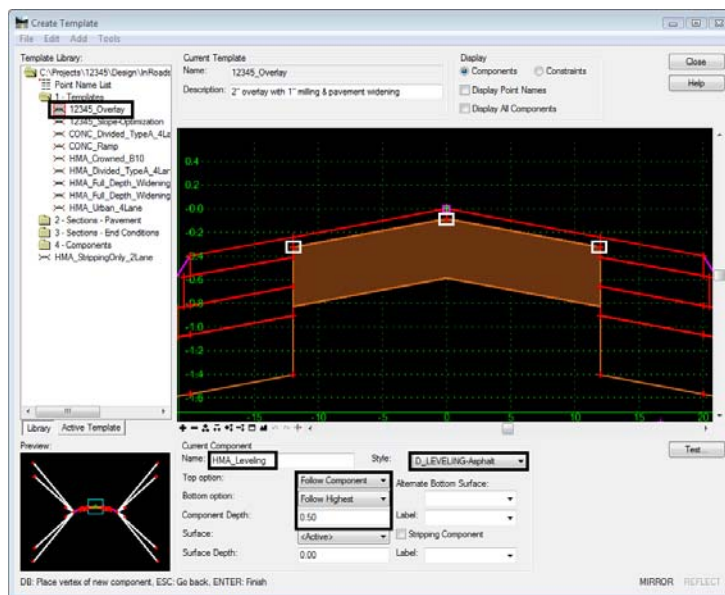 Create Template
File Edit Add Tools
Template Library:
C:\Projects\12345\Design\InRoads
Point Name List
1 - Templates
12345_Overlay
12345_Slope-Optimization
CONC_Divided_TypeA_4La
CONC_Ramp
HMA_Crowned_B10
HMA_Divided_TypeA_4Lar
HMA_Full_Depth_Widening
HMA_Full_Depth_Widening
HMA_Urban_4Lane
2 - Sections - Pavement
3 - Sections - End Conditions
4 - Components
HMA_StrippingOnly_2Lane
Library Active Template
Current Template
Name: 12345_Overlay
Description: 2" overlay with 1" milling & pavement widening
Display
Components Constraints
Display Point Names
Display All Components
Close
Help
0.4
0.2
-0.0
-0.2
-0.4
-0.6
-0.8
-1.0
-1.2
-1.4
-1.6
-15 -10 -5 0 5 10 15 20
Preview:
Current Component
Name: HMA_Leveling Style: D_LEVELING-Asphalt
Top option: Follow Component Alternate Bottom Surface:
Bottom option: Follow Highest
Component Depth: 0.50 Label:
Surface: <Active> Stripping Component
Surface Depth: 0.00 Label:
Test...
DB: Place vertex of new component, ESC: Go back, ENTER: Finish
MIRROR REFLECT